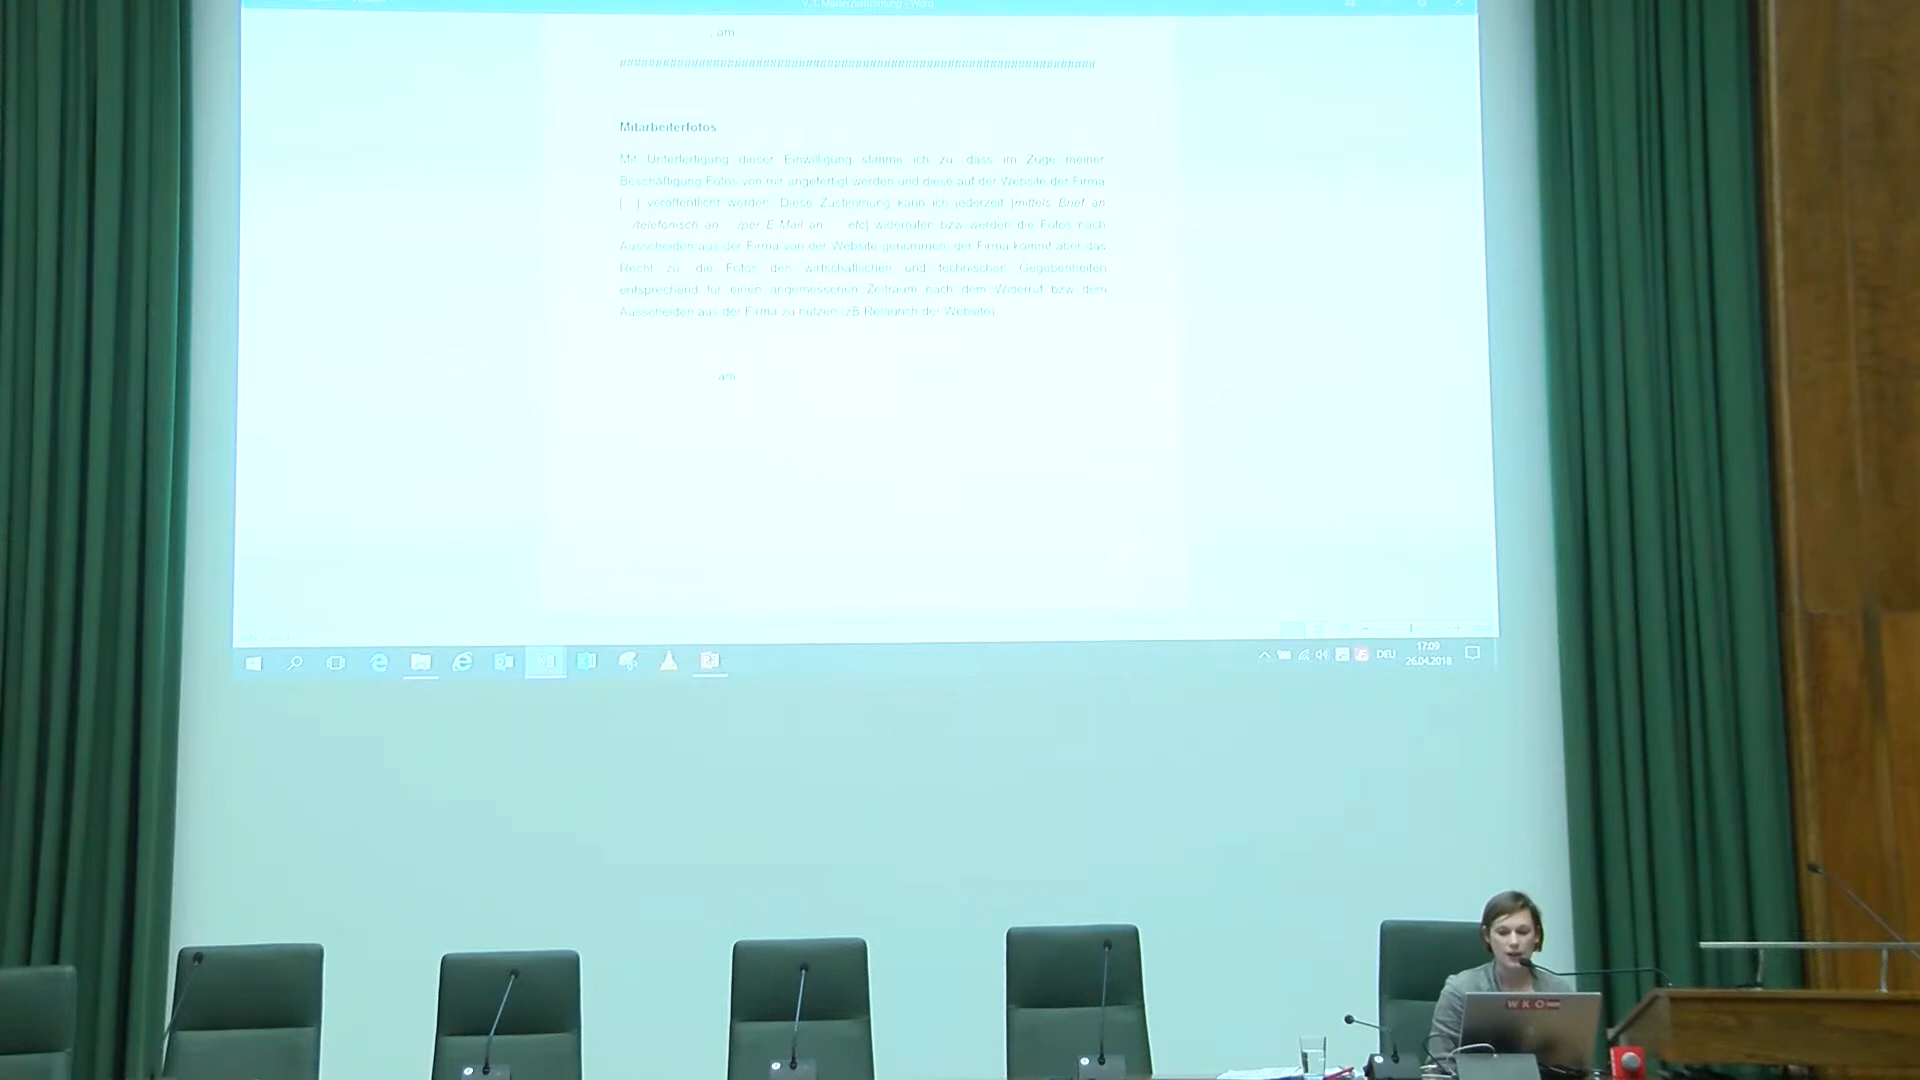 V.3. Musterzustimmung - Word
, am
Mitarbeiterfotos
Mit Unterfertigung dieser Einwilligung stimme ich zu, dass im Zuge meiner
Beschäftigung Fotos von mir angefertigt werden und diese auf der Website der Firma
[ ] veröffentlicht werden. Diese Zustimmung kann ich jederzeit [mittels Brief an
/telefonisch an /per E-Mail an etc] widerrufen bzw werden die Fotos nach
Ausscheiden aus der Firma von der Website genommen, der Firma kommt aber das
Recht zu, die Fotos den wirtschaftlichen und technischen Gegebenheiten
entsprechend für einen angemessenen Zeitraum nach dem Widerruf bzw dem
Ausscheiden aus der Firma zu nutzen (zB Relaunch der Website).
am
DEU
17:09
26.04.2018
WKO